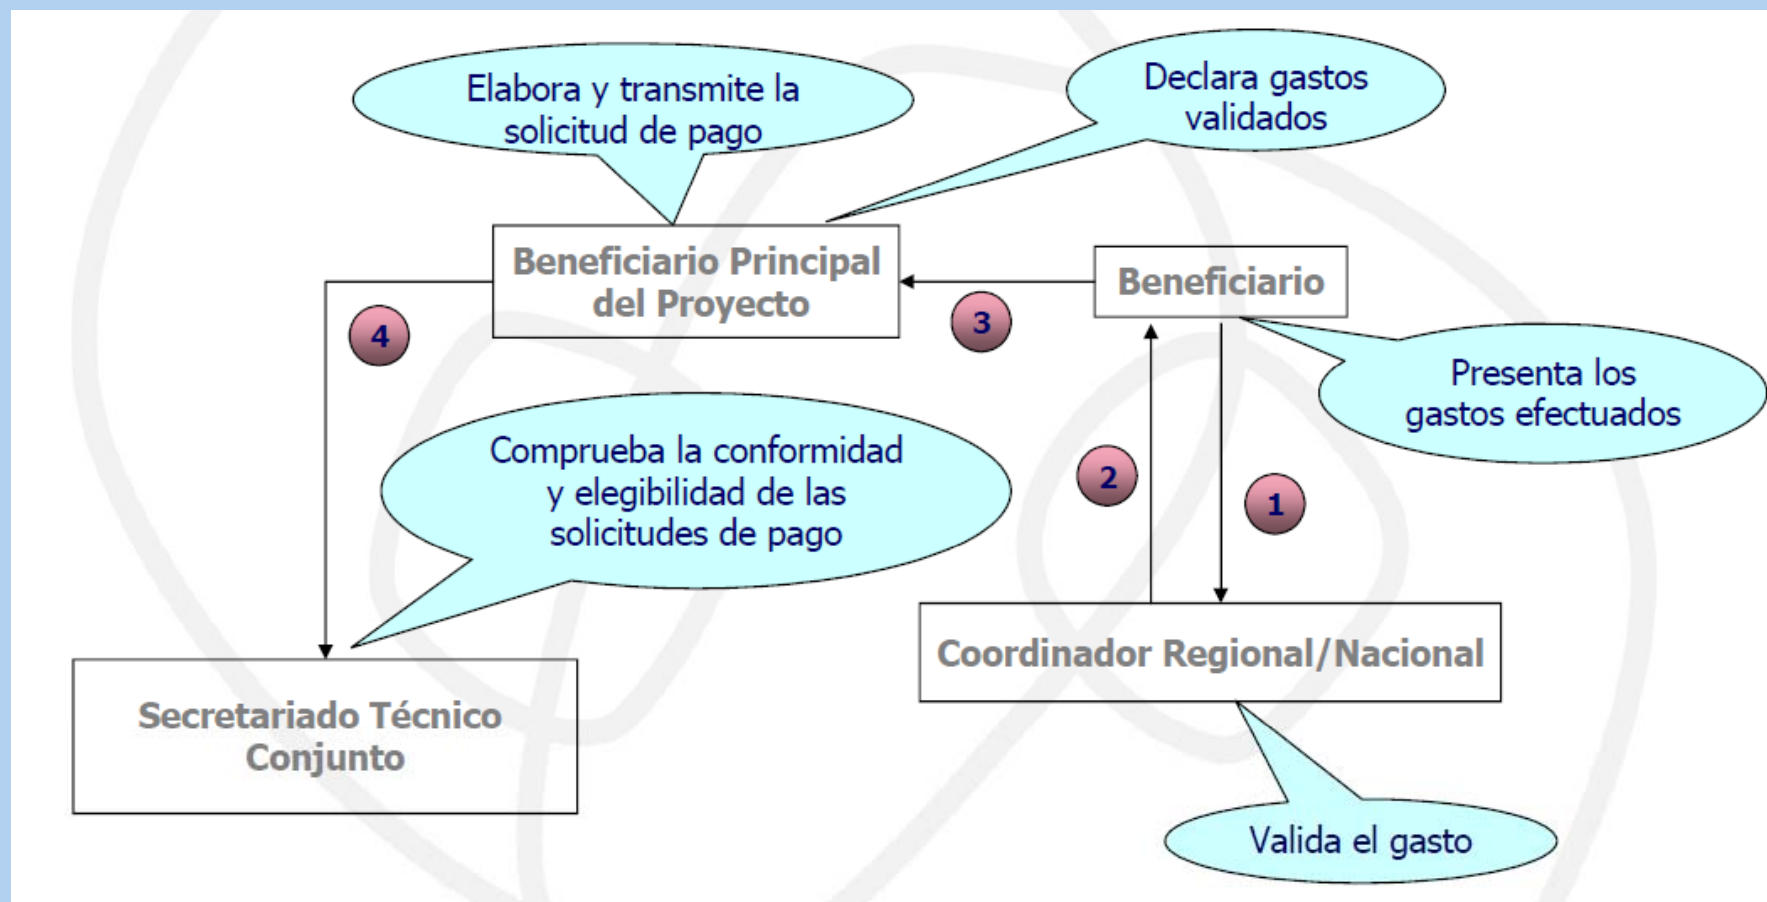 Elabora y transmite la
solicitud de pago
Declara gastos
validados
Beneficiario Principal
del Proyecto
Beneficiario
4
3
Presenta los
gastos efectuados
Comprueba la conformidad
y elegibilidad de las
solicitudes de pago
2
1
Coordinador Regional/Nacional
Secretariado Técnico
Conjunto
Valida el gasto